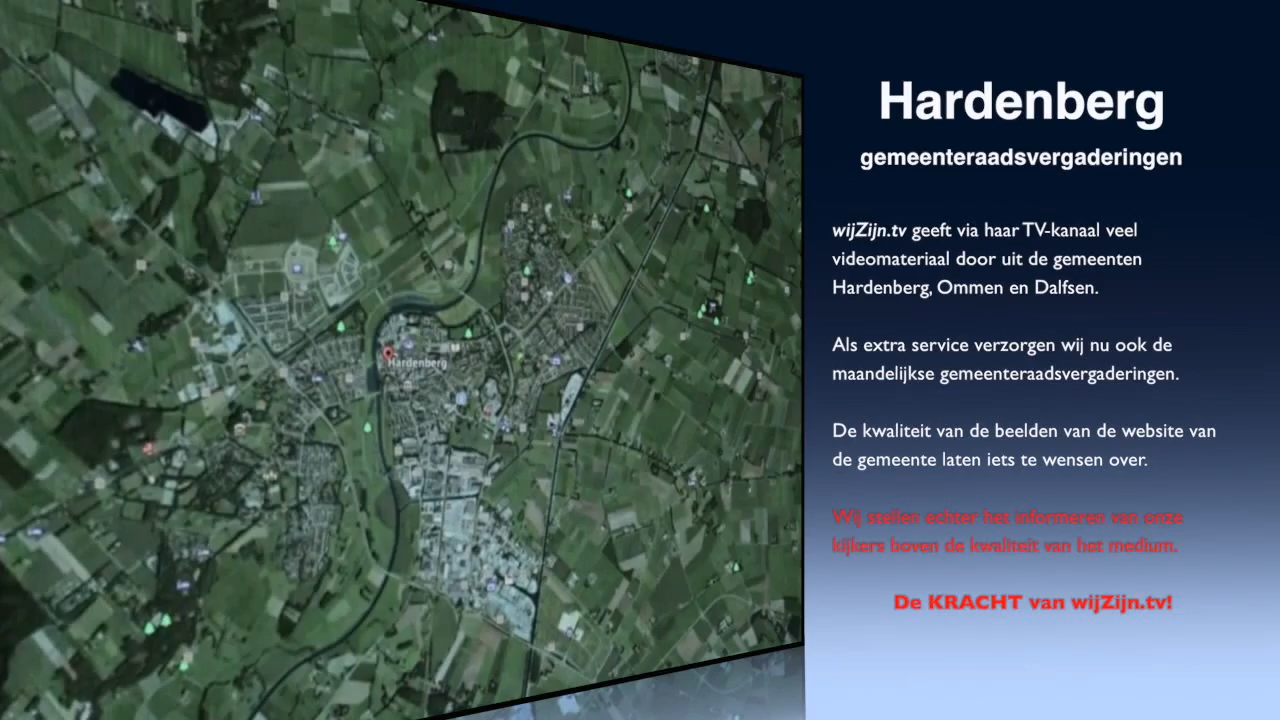 Hardenberg
gemeenteraadsvergaderingen
wijZijn.tv geeft via haar TV-kanaal veel
videomateriaal door uit de gemeenten
Hardenberg, Ommen en Dalfsen.
Als extra service verzorgen wij nu ook de
maandelijkse gemeenteraadsvergaderingen.
De kwaliteit van de beelden van de website van
de gemeente laten iets te wensen over.
Wij stellen echter het informeren van onze
kijkers boven de kwaliteit van het medium.
De KRACHT van wijZijn.tv!
Hardenberg